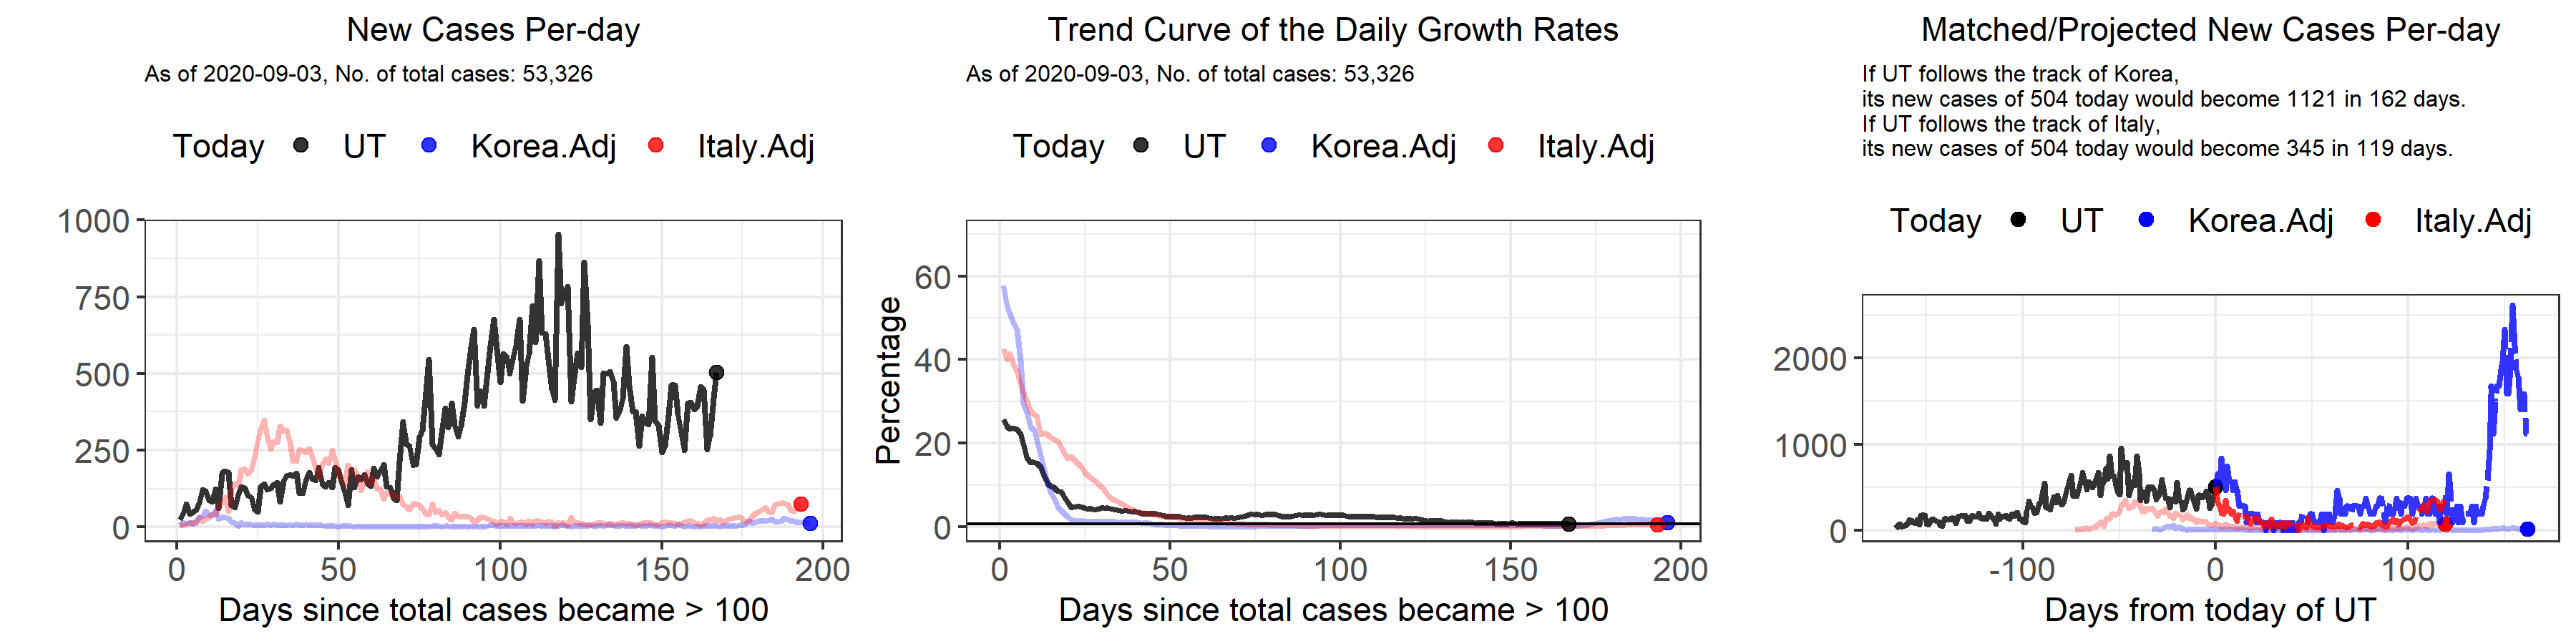 New Cases Per-day
As of 2020-09-03, No. of total cases: 53,326
Today UT Korea.Adj Italy.Adj
1000
750
500
250
0
0 50 100 150 200
Days since total cases became > 100
Trend Curve of the Daily Growth Rates
As of 2020-09-03, No. of total cases: 53,326
Today UT Korea.Adj Italy.Adj
Percentage
60
40
20
0
0 50 100 150 200
Days since total cases became > 100
Matched/Projected New Cases Per-day
If UT follows the track of Korea,
its new cases of 504 today would become 1121 in 162 days.
If UT follows the track of Italy,
its new cases of 504 today would become 345 in 119 days.
Today UT Korea.Adj Italy.Adj
2000
1000
0
-100 0 100
Days from today of UT